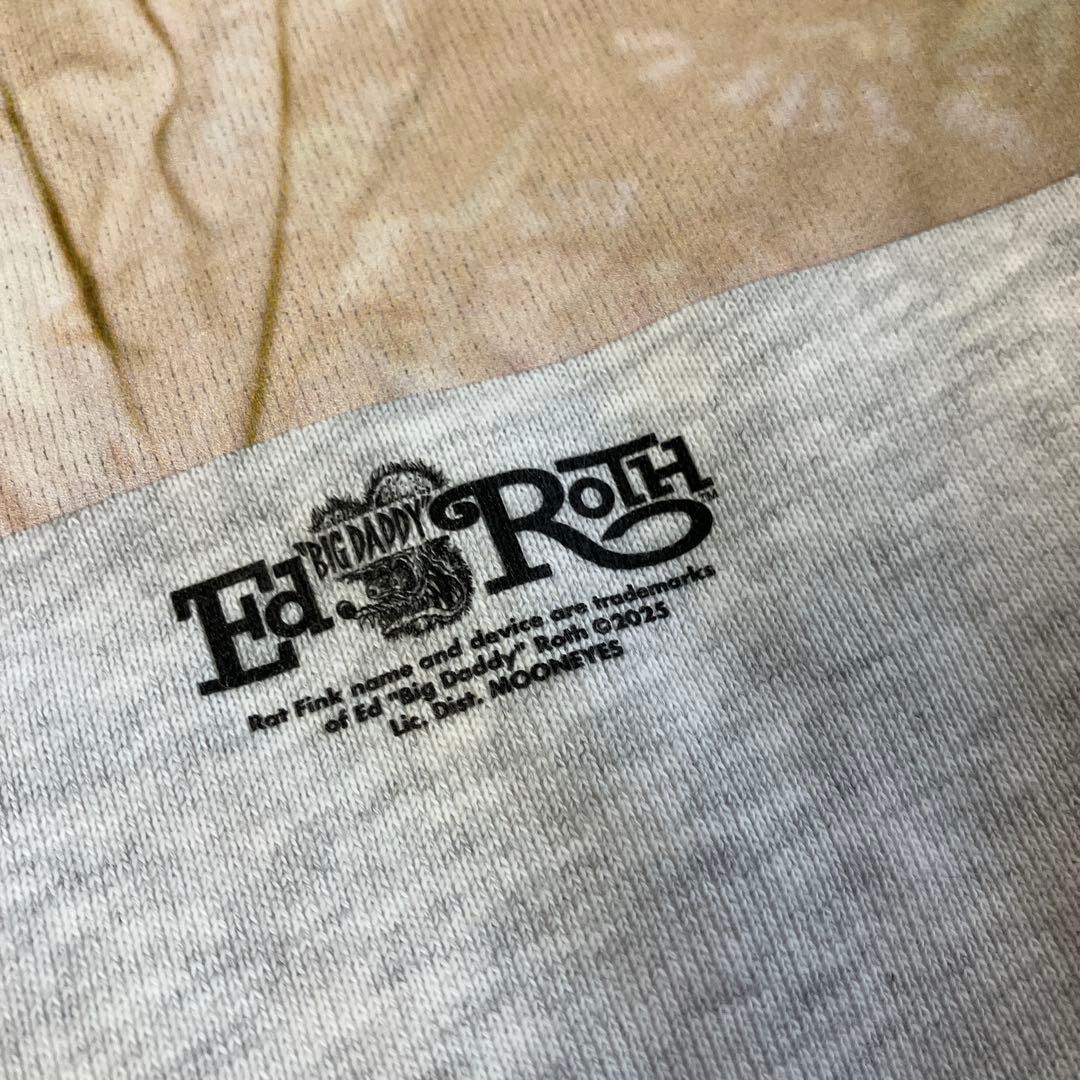 Ed "BIG DADDY" ROTH™
Rat Fink name and device are trademarks
of Ed "Big Daddy" Roth ©2025
Lic. Dist. MOONEYES